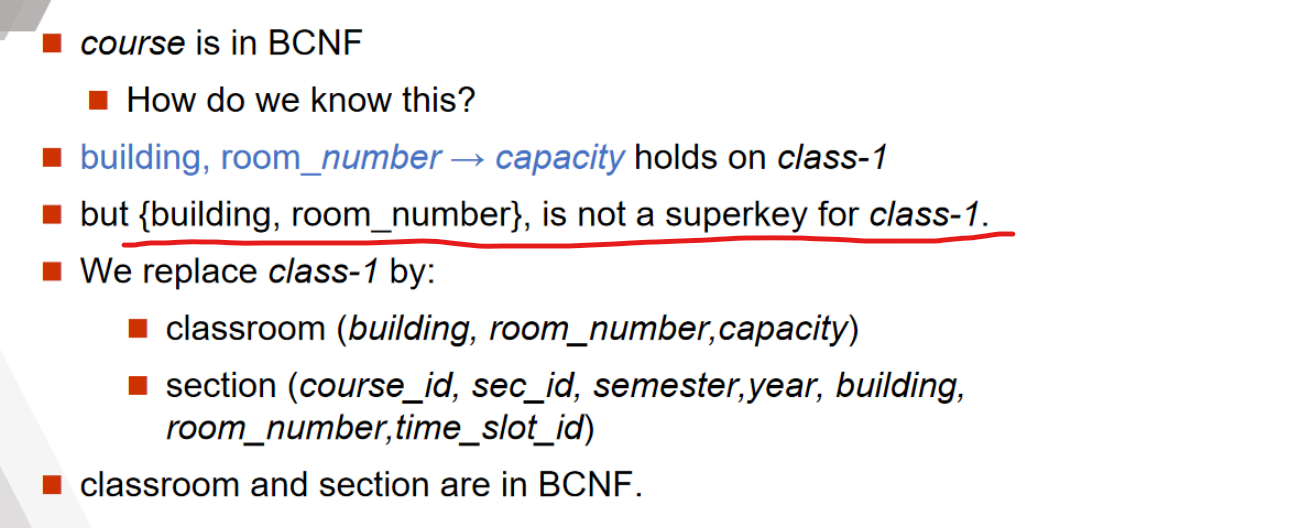 course is in BCNF
How do we know this?
building, room_number → capacity holds on class-1
but {building, room_number}, is not a superkey for class-1.
We replace class-1 by:
classroom (building, room_number,capacity)
section (course_id, sec_id, semester,year, building,
room_number,time_slot_id)
classroom and section are in BCNF.